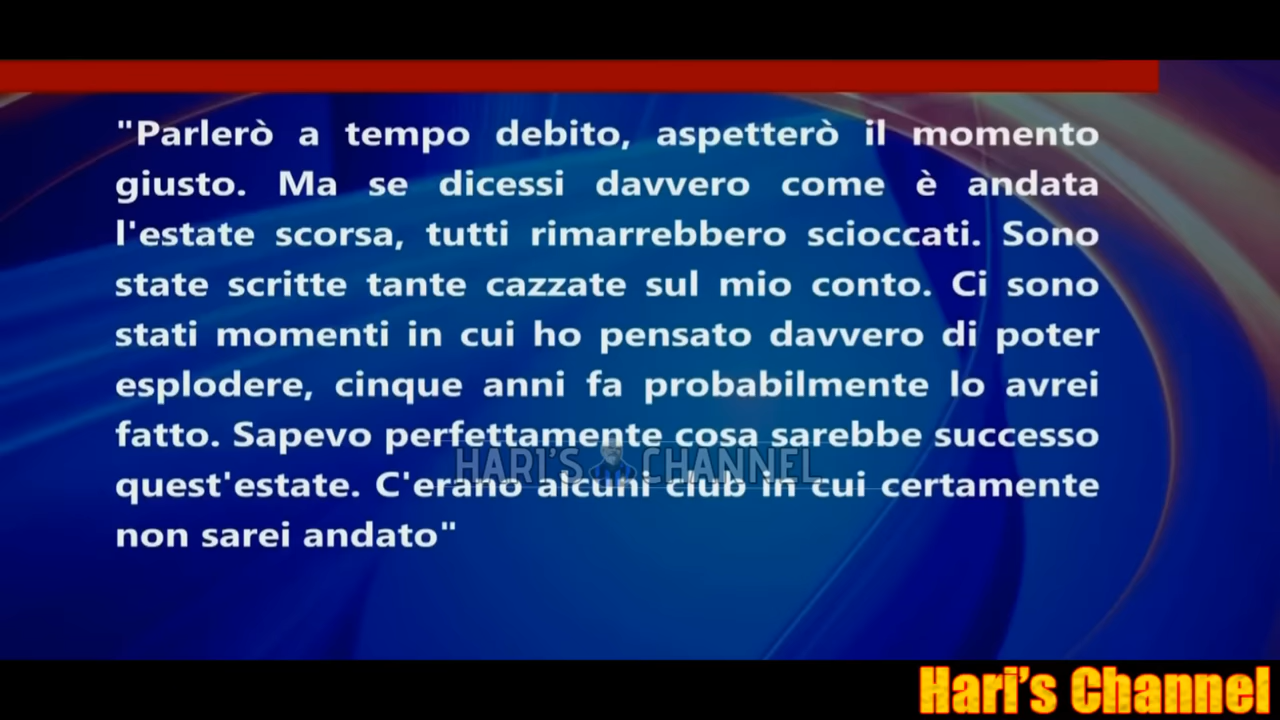 "Parlerò a tempo debito, aspetterò il momento
giusto. Ma se dicessi davvero come è andata
l'estate scorsa, tutti rimarrebbero scioccati. Sono
state scritte tante cazzate sul mio conto. Ci sono
stati momenti in cui ho pensato davvero di poter
esplodere, cinque anni fa probabilmente lo avrei
fatto. Sapevo perfettamente cosa sarebbe successo
quest'estate. C'erano alcuni club in cui certamente
non sarei andato"
HARI'S CHANNEL
Hari's Channel